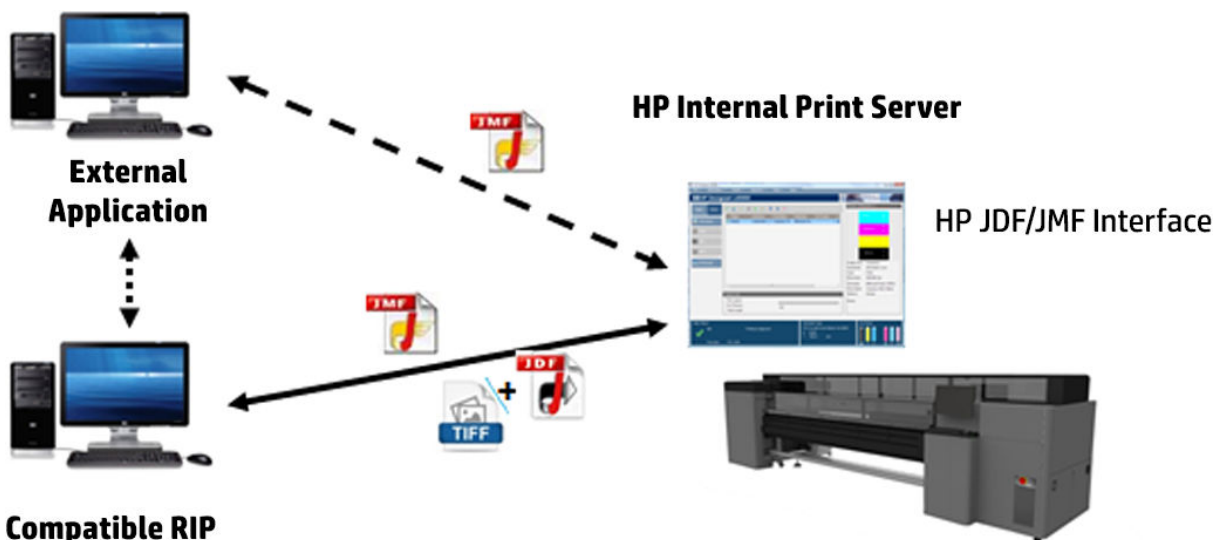 HP Internal Print Server
JMF
External
Application
HP JDF/JMF Interface
JMF
JDF
+
TIFF
Compatible RIP